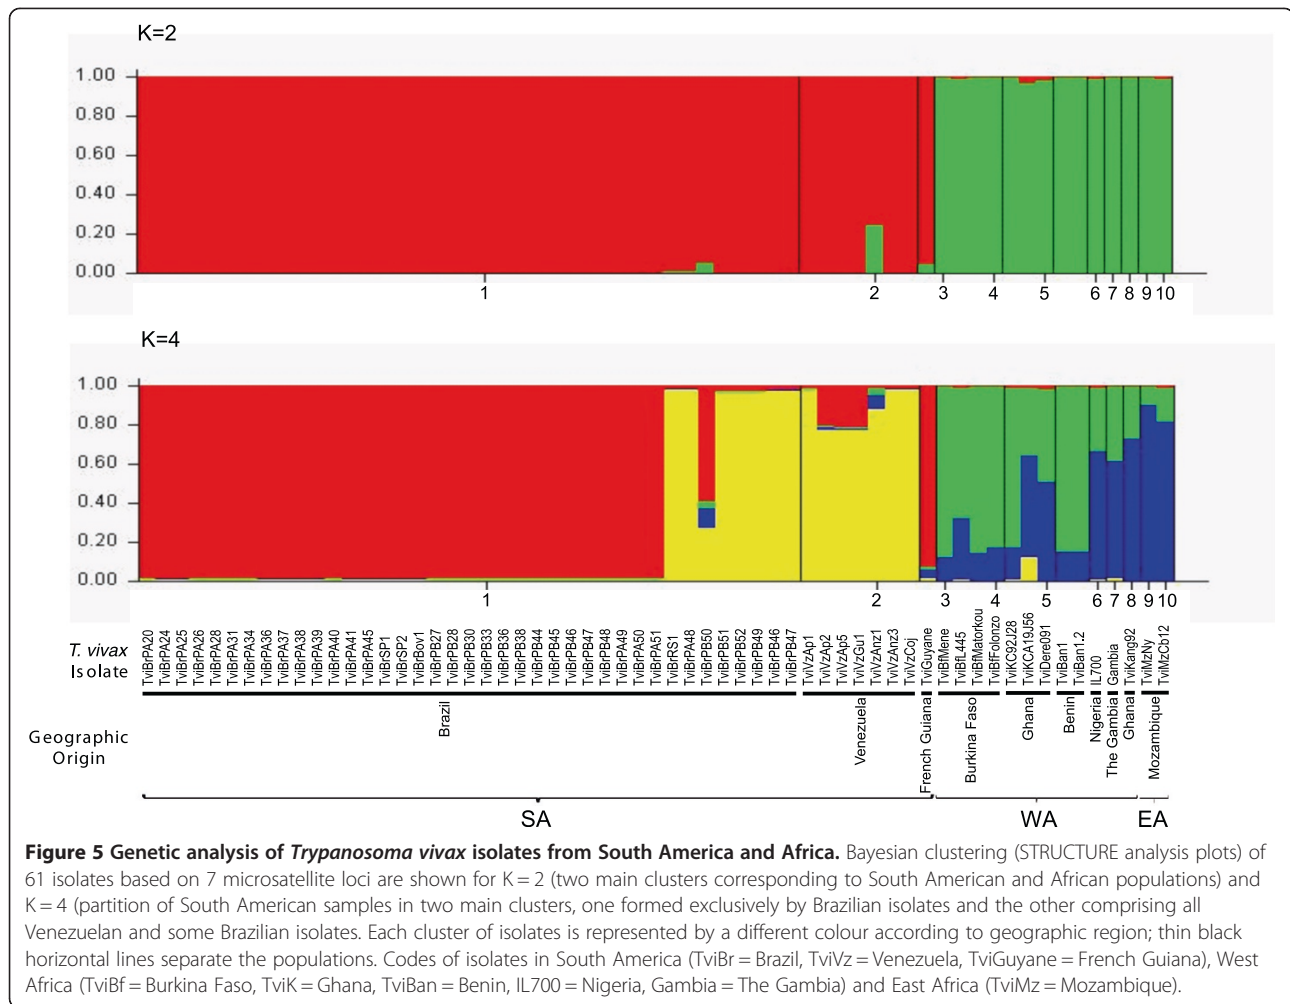 K=2
1.00
0.80
0.60
0.40
0.20
0.00
1 2 3 4 5 6 7 8 9 10
K=4
1.00
0.80
0.60
0.40
0.20
0.00
1 2 3 4 5 6 7 8 9 10
T. vivax
Isolate
TviBrPA20
TviBrPA24
TviBrPA25
TviBrPA26
TviBrPA28
TviBrPA31
TviBrPA34
TviBrPA36
TviBrPA37
TviBrPA38
TviBrPA39
TviBrPA40
TviBrPA41
TviBrPA45
TviBrSP1
TviBrSP2
TviBrBov1
TviBrPB27
TviBrPB28
TviBrPB30
TviBrPB33
TviBrPB36
TviBrPB38
TviBrPB44
TviBrPB45
TviBrPB46
TviBrPB47
TviBrPB48
TviBrPA49
TviBrPA50
TviBrPA51
TviBrRS1
TviBrPA48
TviBrPB50
TviBrPB51
TviBrPB52
TviBrPB49
TviBrPB46
TviBrPB47
TviVzAp1
TviVzAp2
TviVzAp5
TviVzGu1
TviVzAnz1
TviVzAnz3
TviVzCoj
TviGuyane
TviBfMene
TviBfL445
TviBfMatorkou
TviBfFolonzo
TviKC92J28
TviKCA19J56
TviDero91
TviBan1
TviBan1.2
IL700
Gambia
TviKang92
TviMzNy
TviMzCb12
Geographic
Origin
Brazil
Venezuela
French Guiana
Burkina Faso
Ghana
Benin
Nigeria
The Gambia
Ghana
Mozambique
SA WA EA
Figure 5 Genetic analysis of Trypanosoma vivax isolates from South America and Africa. Bayesian clustering (STRUCTURE analysis plots) of
61 isolates based on 7 microsatellite loci are shown for K = 2 (two main clusters corresponding to South American and African populations) and
K = 4 (partition of South American samples in two main clusters, one formed exclusively by Brazilian isolates and the other comprising all
Venezuelan and some Brazilian isolates. Each cluster of isolates is represented by a different colour according to geographic region; thin black
horizontal lines separate the populations. Codes of isolates in South America (TviBr = Brazil, TviVz = Venezuela, TviGuyane = French Guiana), West
Africa (TviBf = Burkina Faso, TviK = Ghana, TviBan = Benin, IL700 = Nigeria, Gambia = The Gambia) and East Africa (TviMz = Mozambique).